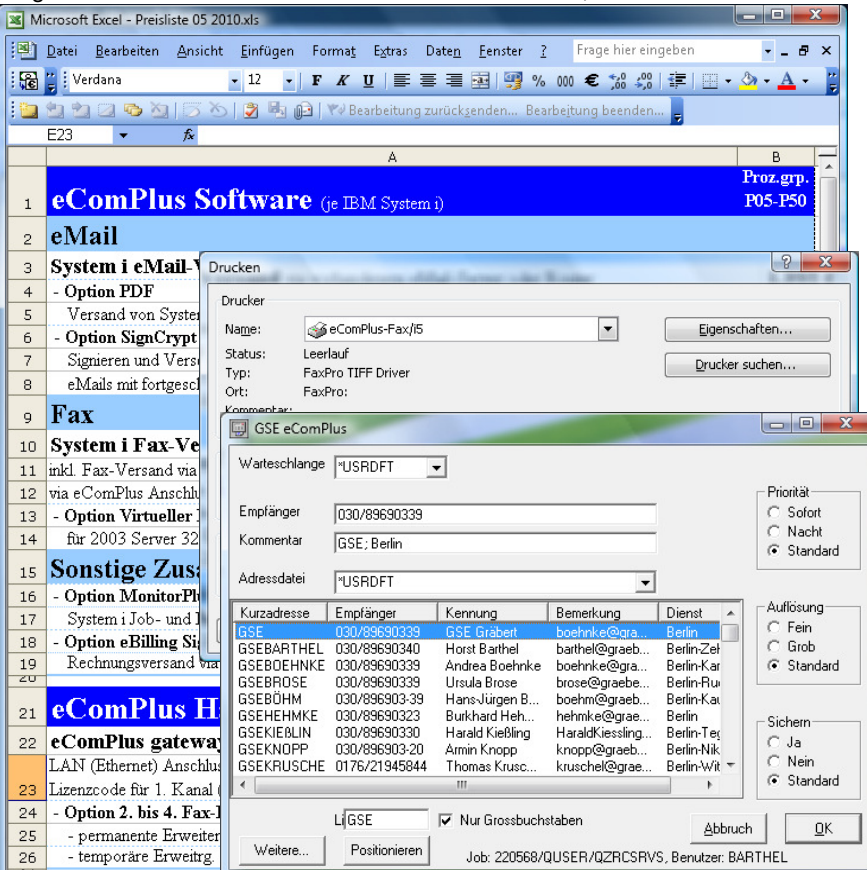 Microsoft Excel - Preisliste 05 2010.xls
Datei Bearbeiten Ansicht Einfügen Format Extras Daten Fenster ? Frage hier eingeben
Verdana 12 F K U % 000 €
Bearbeitung zurücksenden... Bearbeitung beenden...
E23 fx
A B
1 eComPlus Software (je IBM System i) Proz.grp. P05-P50
2 eMail
3 System i eMail-V
4 - Option PDF
5 Versand von System
6 - Option SignCrypt
7 Signieren und Vers
8 eMails mit fortgesc
9 Fax
10 System i Fax-Ve
11 inkl. Fax-Versand via
12 via eComPlus Anschlu
13 - Option Virtueller
14 für 2003 Server 32
15 Sonstige Zusa
16 - Option MonitorPl
17 System i Job- und
18 - Option eBilling Sig
19 Rechnungsversand via
20
21 eComPlus H
22 eComPlus gateway
LAN (Ethernet) Anschlus
23 Lizenzcode für 1. Kanal (
24 - Option 2. bis 4. Fax-
25 - permanente Erweiter
26 - temporäre Erweitrg.
Drucken
Drucker
Name: eComPlus-Fax/i5 Eigenschaften...
Status: Leerlauf Drucker suchen...
Typ: FaxPro TIFF Driver
Ort: FaxPro:
Kommentar:
GSE eComPlus
Warteschlange *USRDFT
Empfänger 030/89690339
Kommentar GSE; Berlin
Adressdatei *USRDFT
Priorität
Sofort
Nacht
Standard
Kurzadresse Empfänger Kennung Bemerkung Dienst
GSE 030/89690339 GSE Gräbert boehnke@gra... Berlin
GSEBARTHEL 030/89690340 Horst Barthel barthel@graeb... Berlin-Zeh
GSEBOEHNKE 030/89690339 Andrea Boehnke boehnke@gra... Berlin-Kar
GSEBROSE 030/89690339 Ursula Brose brose@graebe... Berlin-Ru
GSEBÖHM 030/896903-39 Hans-Jürgen B... boehm@graeb... Berlin-Kau
GSEHEHMKE 030/89690323 Burkhard Heh... hehmke@grae... Berlin
GSEKIEßLIN 030/89690330 Harald Kießling HaraldKiessling... Berlin-Teg
GSEKNOPP 030/896903-20 Armin Knopp knopp@graeb... Berlin-Nik
GSEKRUSCHE 0176/21945844 Thomas Krusc... kruschel@grae... Berlin-Wit
Auflösung
Fein
Grob
Standard
Sichern
Ja
Nein
Standard
Li GSE Nur Grossbuchstaben Abbruch OK
Weitere... Positionieren Job: 220568/QUSER/QZRCSRVS, Benutzer: BARTHEL